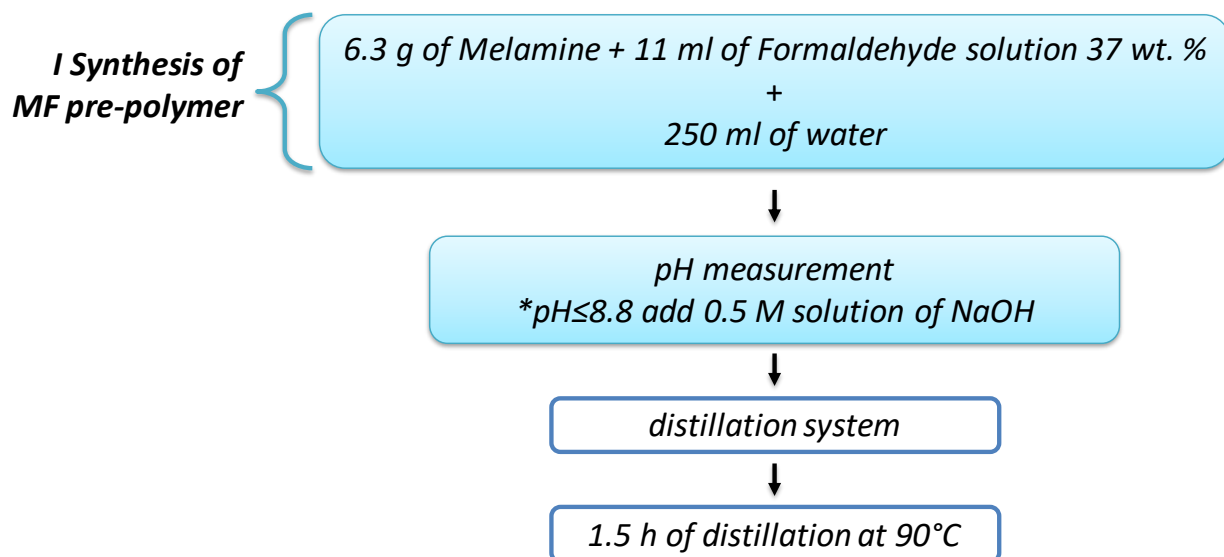 I Synthesis of
MF pre-polymer
6.3 g of Melamine + 11 ml of Formaldehyde solution 37 wt. %
+
250 ml of water
pH measurement
*pH≤8.8 add 0.5 M solution of NaOH
distillation system
1.5 h of distillation at 90°C